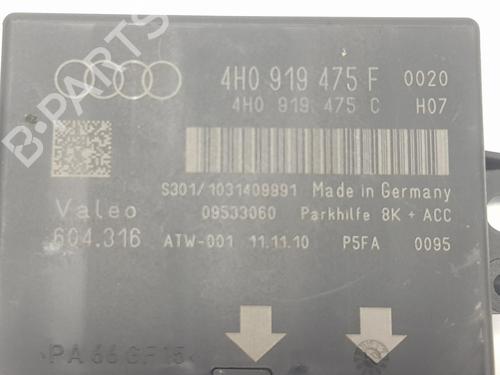 B-PARTS
4H0 919 475 F 0020
4H0 919 475 C H07
S301/1031409991 Made in Germany
Valeo 09533060 Parkhilfe 8K + ACC
604.316 ATW-001 11.11.10 P5FA 0095
›PA 66 GF15‹